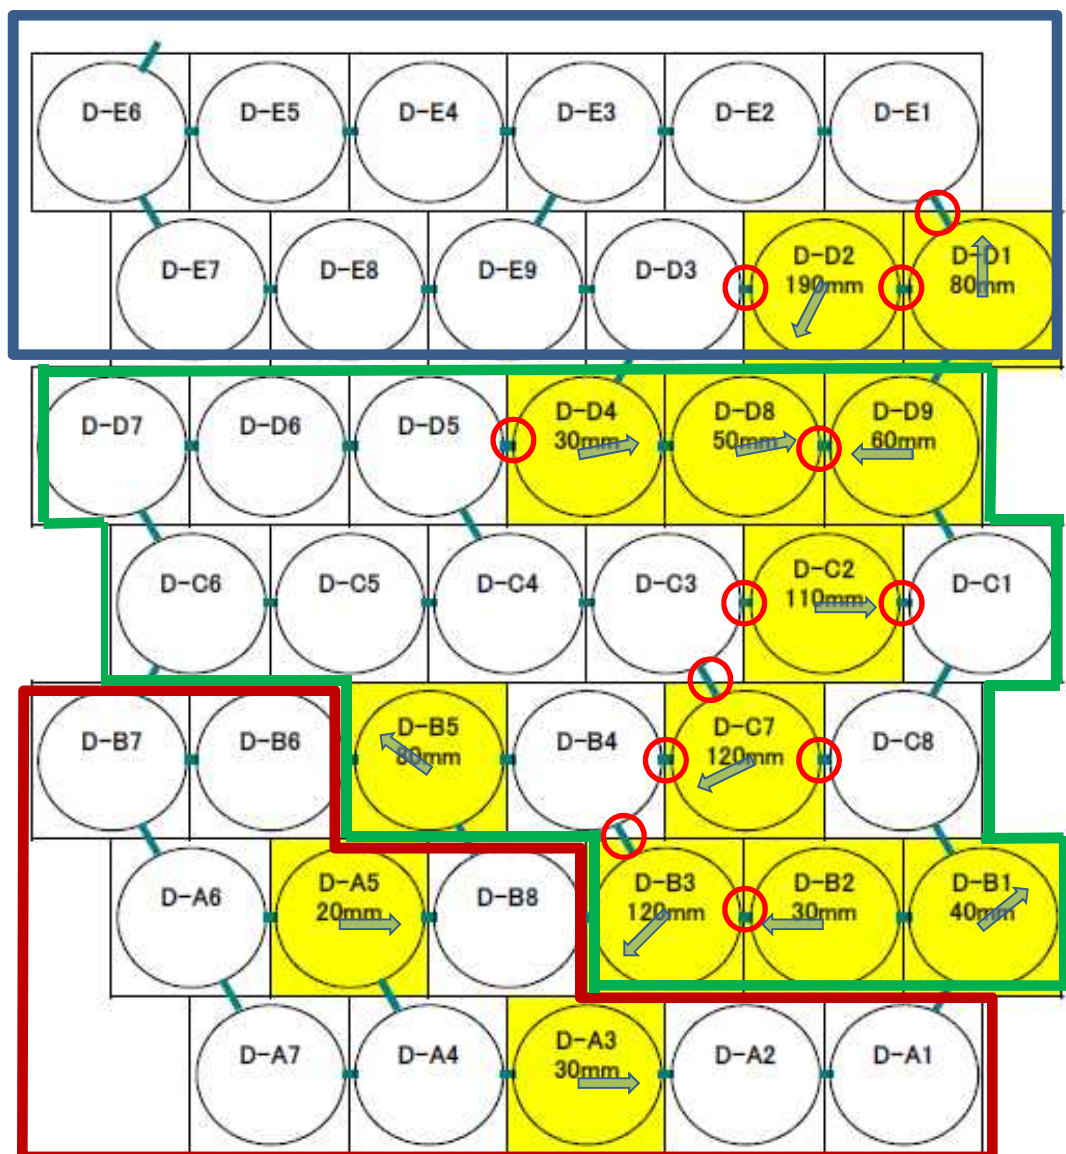 D-E6 D-E5 D-E4 D-E3 D-E2 D-E1
D-E7 D-E8 D-E9 D-D3 D-D2 D-D1
190mm 80mm
D-D7 D-D6 D-D5 D-D4 D-D8 D-D9
30mm 50mm 60mm
D-C6 D-C5 D-C4 D-C3 D-C2 D-C1
110mm
D-B7 D-B6 D-B5 D-B4 D-C7 D-C8
80mm 120mm
D-A6 D-A5 D-B8 D-B3 D-B2 D-B1
20mm 120mm 30mm 40mm
D-A7 D-A4 D-A3 D-A2 D-A1
30mm